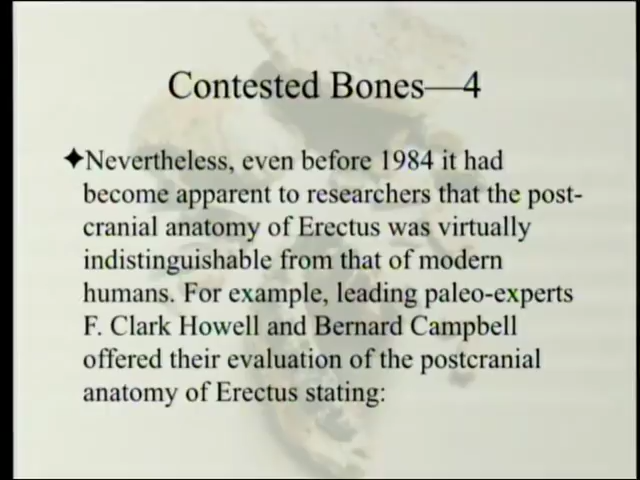 Contested Bones—4
✦Nevertheless, even before 1984 it had
become apparent to researchers that the post-
cranial anatomy of Erectus was virtually
indistinguishable from that of modern
humans. For example, leading paleo-experts
F. Clark Howell and Bernard Campbell
offered their evaluation of the postcranial
anatomy of Erectus stating: